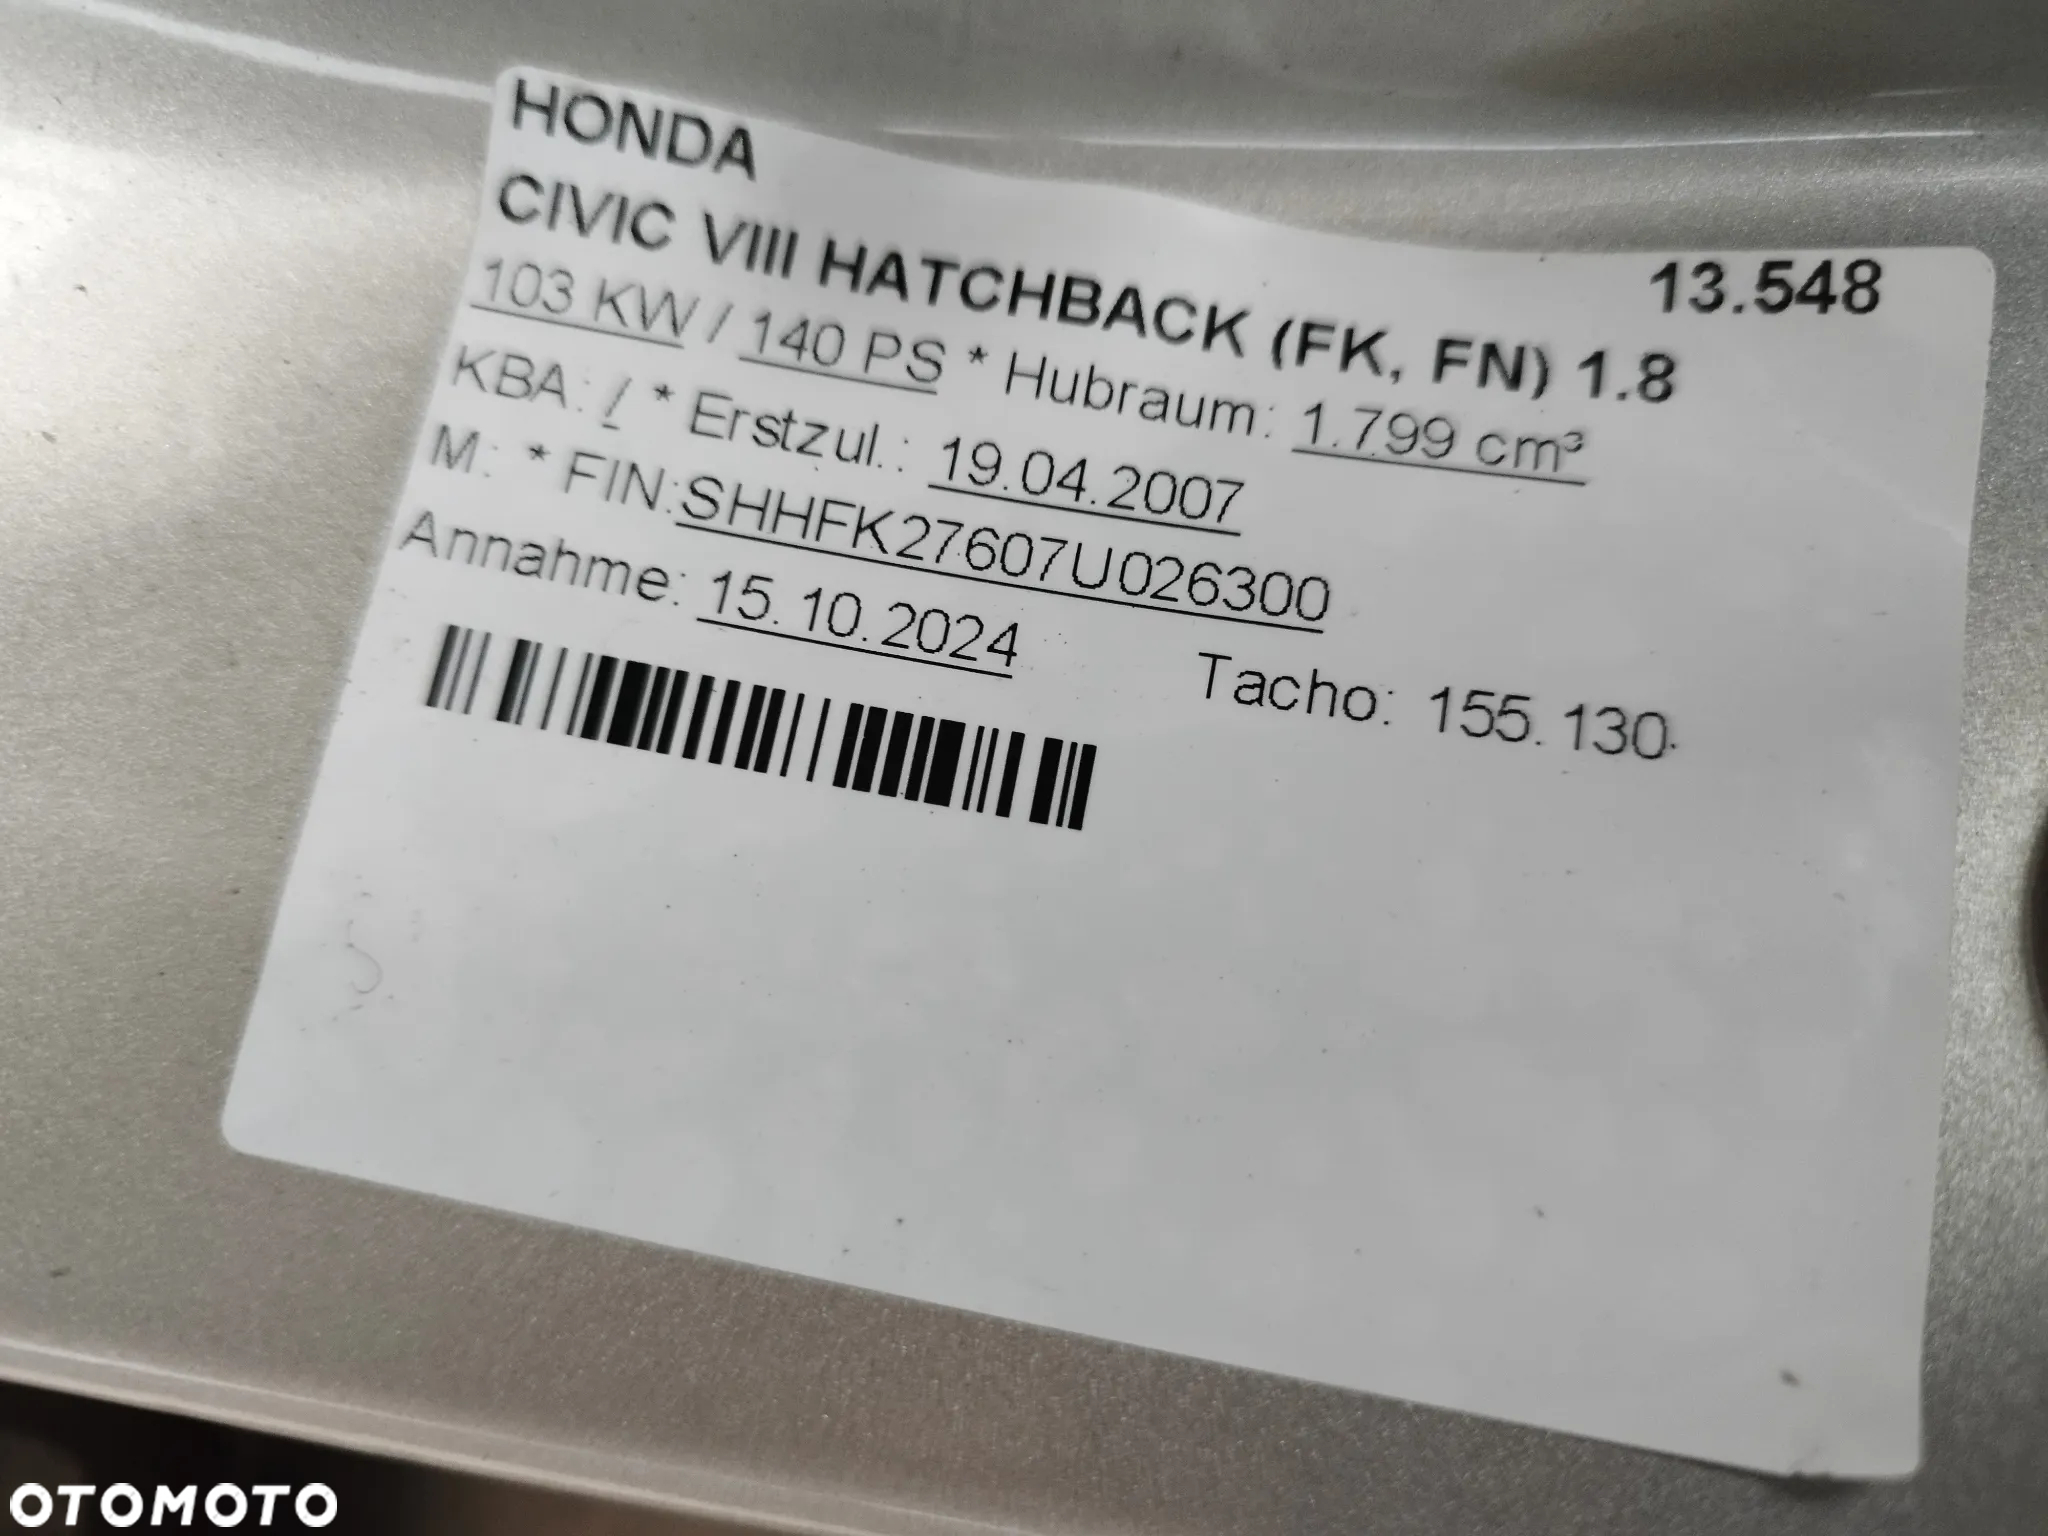 HONDA
13.548
CIVIC VIII HATCHBACK (FK, FN) 1.8
103 KW / 140 PS * Hubraum: 1.799 cm³
KBA: / * Erstzul.: 19.04.2007
M: * FIN:SHHFK27607U026300
Annahme: 15.10.2024
Tacho: 155.130
OTOMOTO